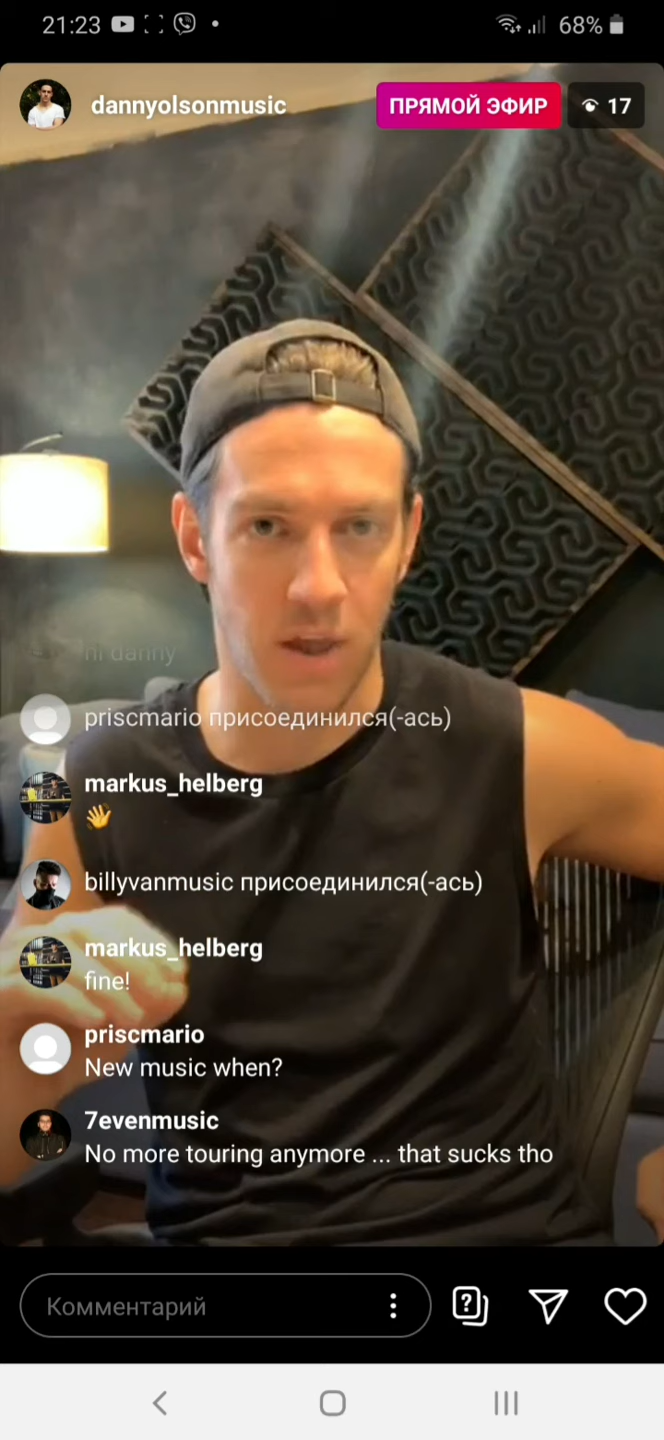 21:23
68%
dannyolsonmusic
ПРЯМОЙ ЭФИР
17
hi danny
priscmario присоединился(-ась)
markus_helberg
👋
billyvanmusic присоединился(-ась)
markus_helberg
fine!
priscmario
New music when?
7evenmusic
No more touring anymore ... that sucks tho
Комментарий